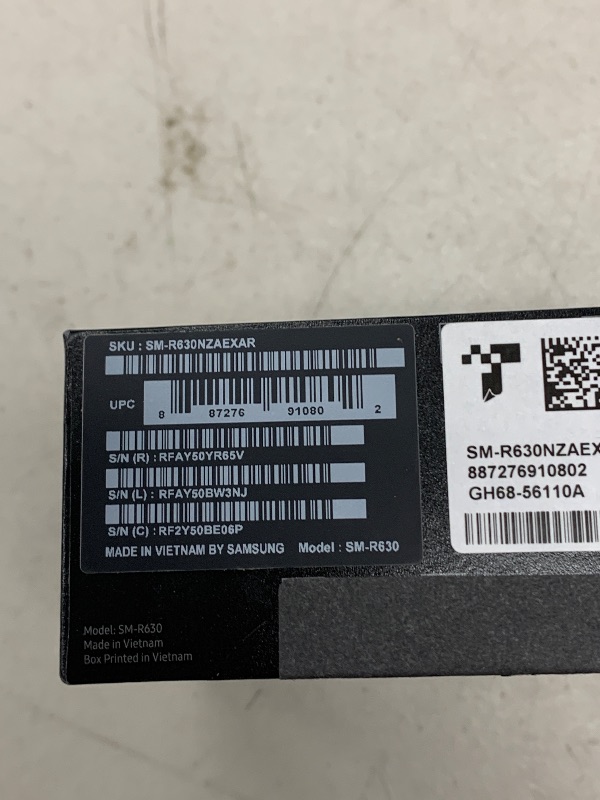 SKU : SM-R630NZAEXAR
UPC
8 87276 91080 2
S/N (R) : RFAY50YR65V
S/N (L) : RFAY50BW3NJ
S/N (C) : RF2Y50BE06P
MADE IN VIETNAM BY SAMSUNG Model : SM-R630
SM-R630NZAEX
887276910802
GH68-56110A
Model: SM-R630
Made in Vietnam
Box Printed in Vietnam